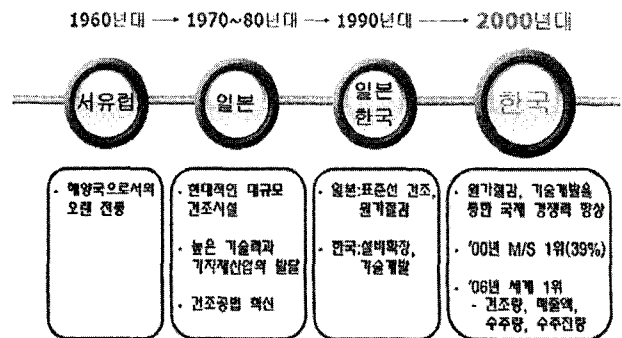 1960년대 → 1970~80년대 → 1990년대 → 2000년대
서유럽
일본
일본
한국
한국
· 해양국으로서의
오랜 전통
· 현대적인 대규모
건조시설
· 높은 기술력과
기자재산업의 발달
· 건조공법 혁신
· 일본:표준선 건조,
원가절감
· 한국:설비확장,
기술개발
· 원가절감, 기술개발을
통한 국제 경쟁력 향상
· '00년 M/S 1위(39%)
· '06년 세계 1위
- 건조량, 매출액,
수주량, 수주잔량